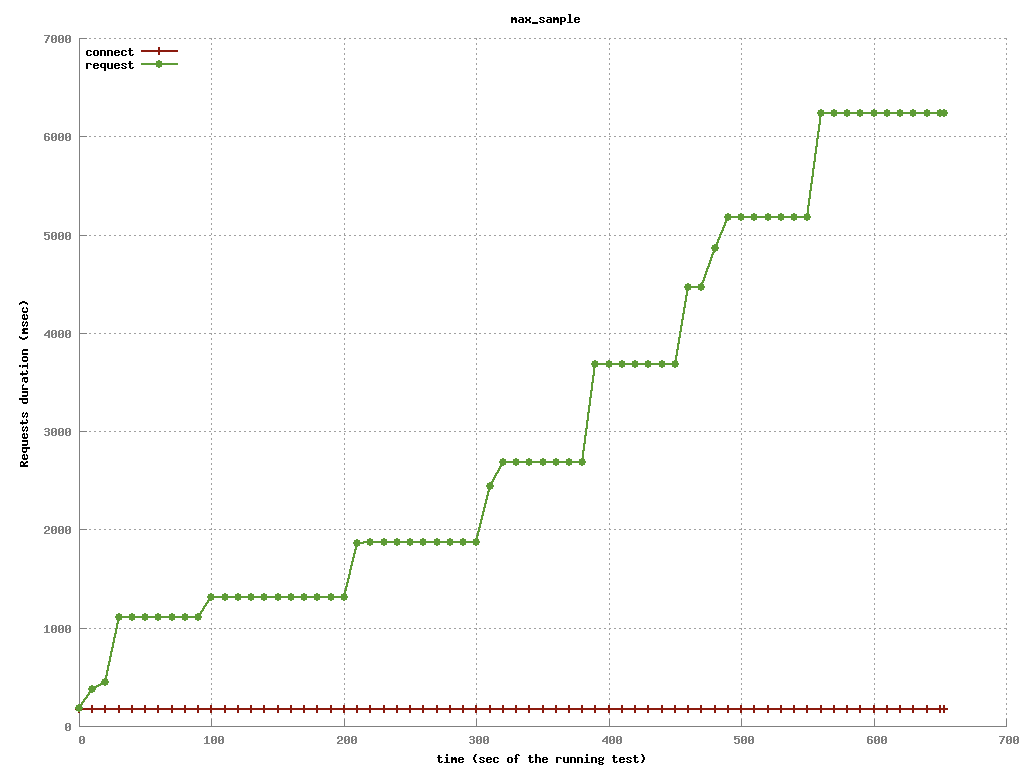 max_sample
connect
request
7000
6000
5000
4000
3000
2000
1000
0
Requests duration (msec)
0 100 200 300 400 500 600 700
time (sec of the running test)